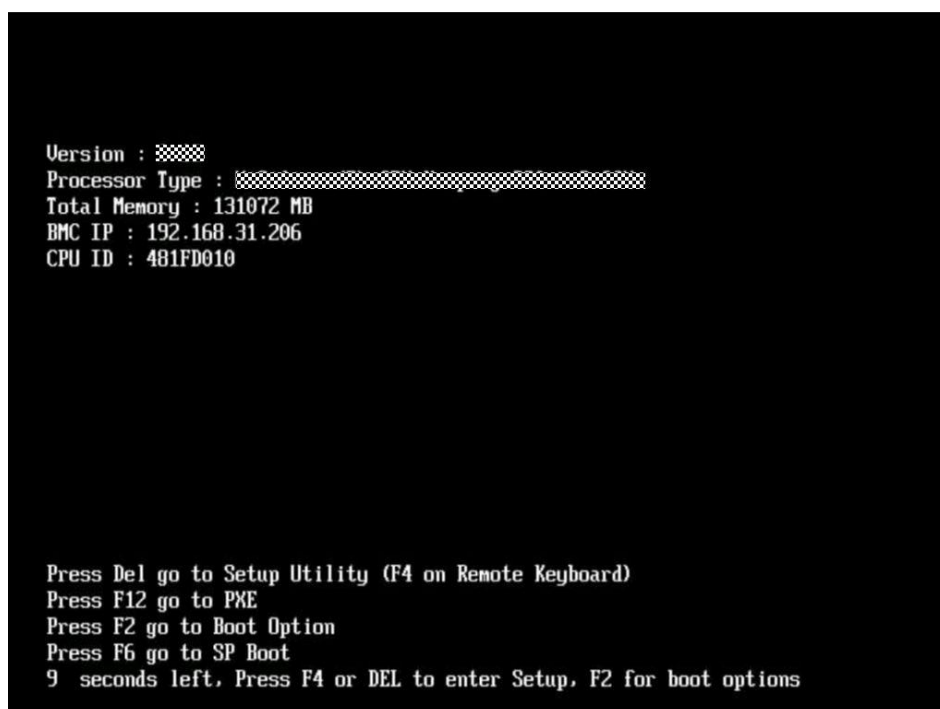 Version :
Processor Type :
Total Memory : 131072 MB
BMC IP : 192.168.31.206
CPU ID : 481FD010
Press Del go to Setup Utility (F4 on Remote Keyboard)
Press F12 go to PXE
Press F2 go to Boot Option
Press F6 go to SP Boot
9 seconds left, Press F4 or DEL to enter Setup, F2 for boot options